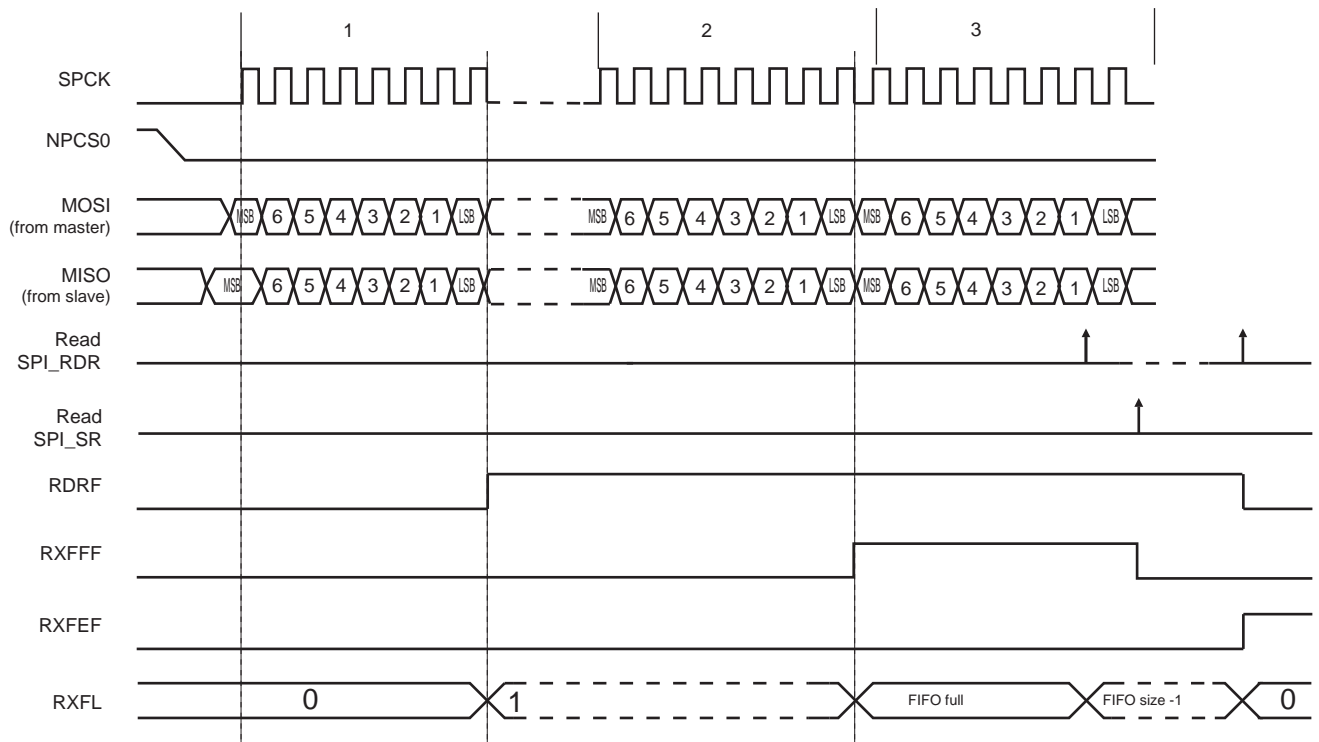 1 2 3
SPCK
NPCS0
MOSI
(from master)
MSB 6 5 4 3 2 1 LSB MSB 6 5 4 3 2 1 LSB MSB 6 5 4 3 2 1 LSB
MISO
(from slave)
MSB 6 5 4 3 2 1 LSB MSB 6 5 4 3 2 1 LSB MSB 6 5 4 3 2 1 LSB
Read
SPI_RDR
Read
SPI_SR
RDRF
RXFFF
RXFEF
RXFL 0 1 FIFO full FIFO size -1 0